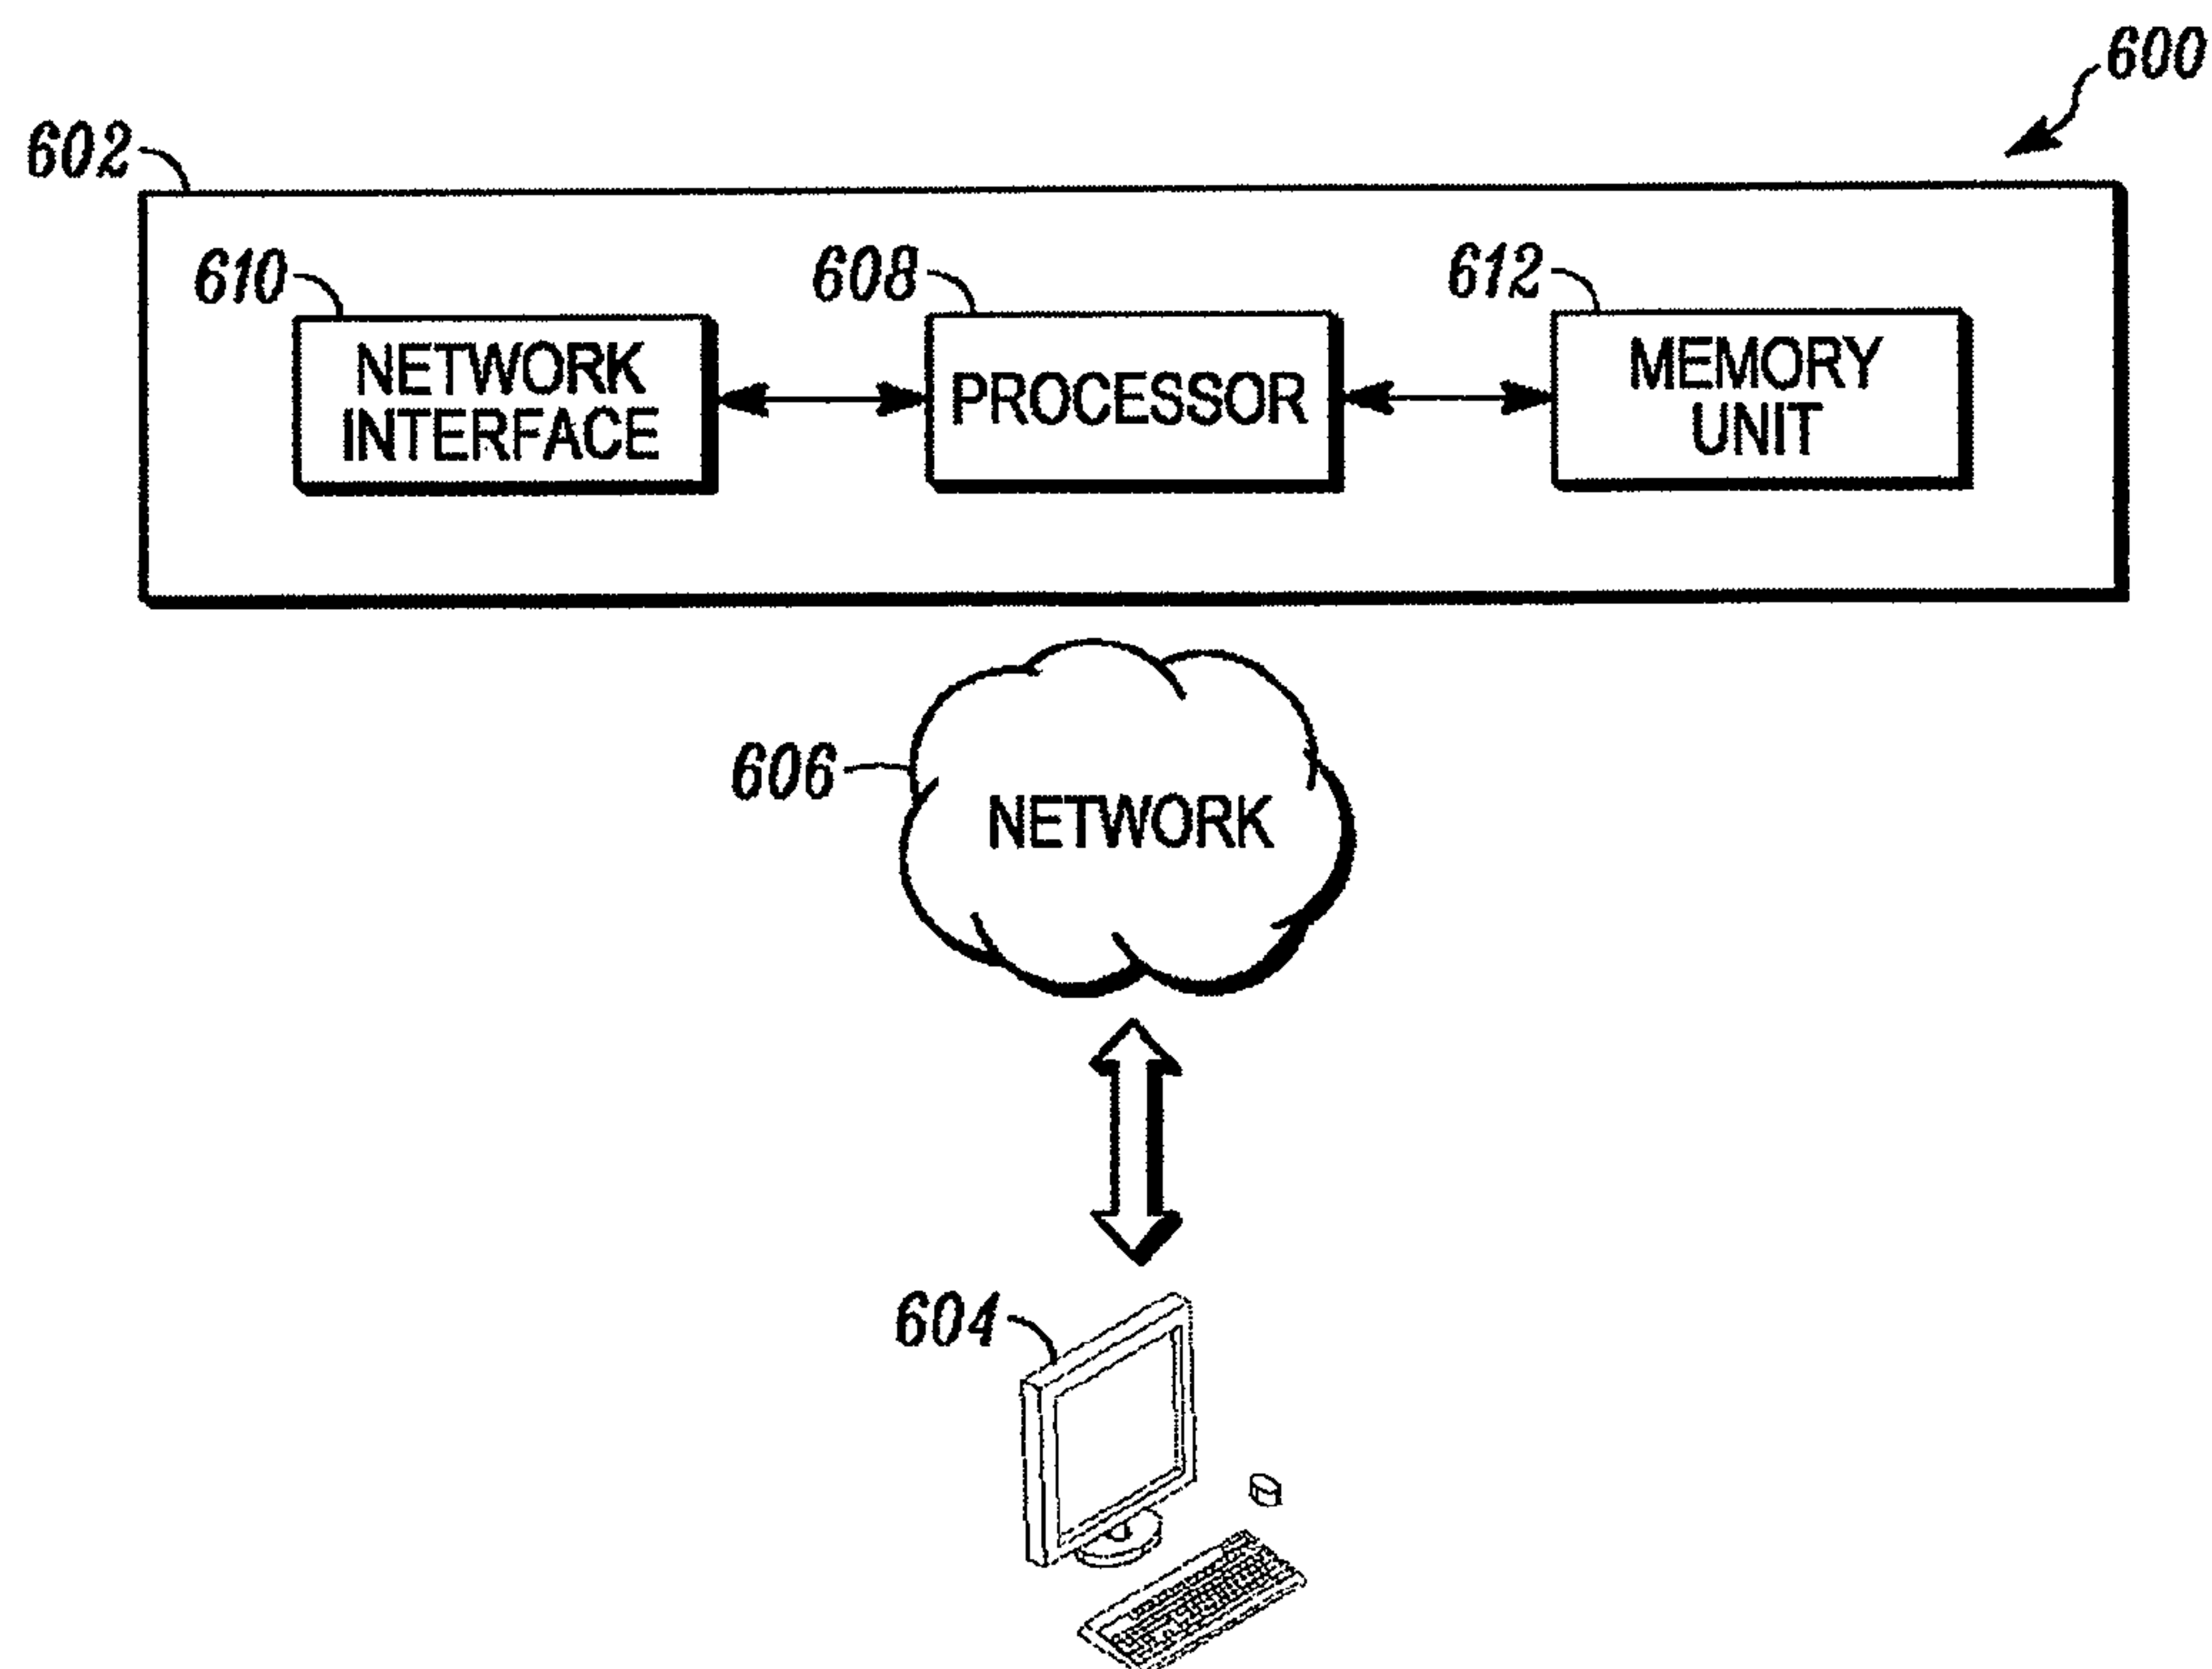 600
602
610
608
612
NETWORK
INTERFACE
PROCESSOR
MEMORY
UNIT
606
NETWORK
604